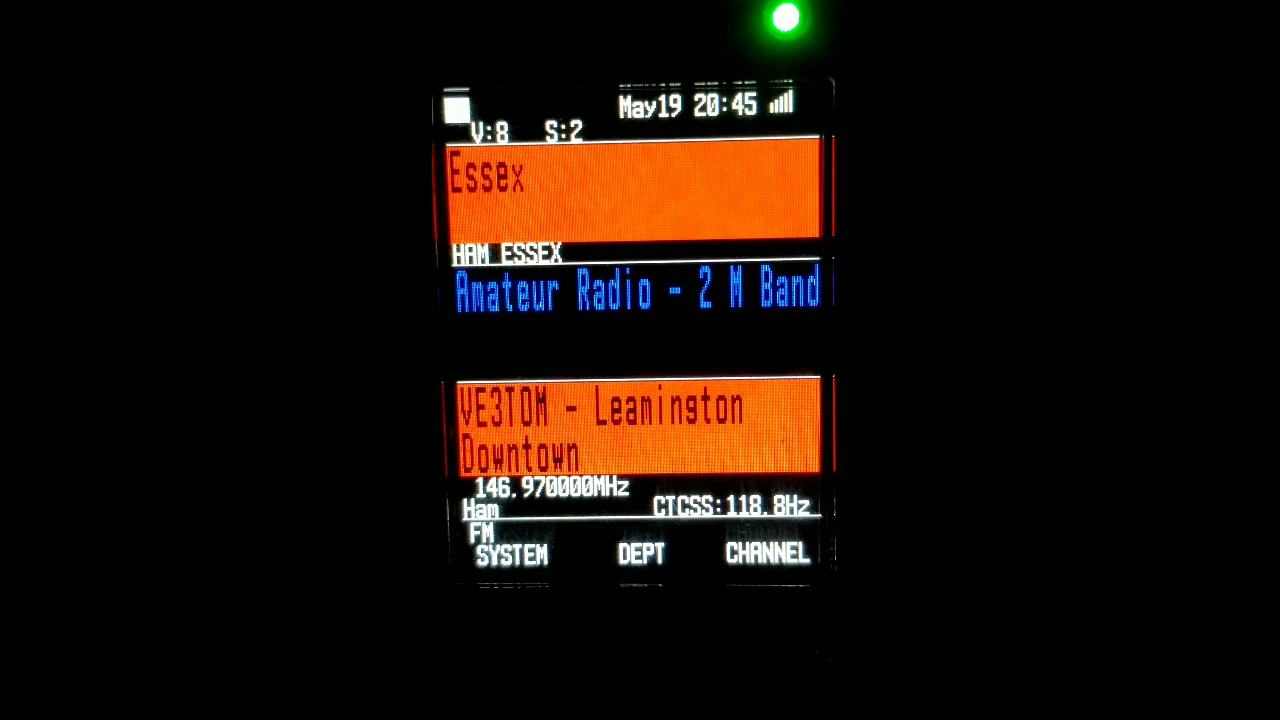 May19 20:45
V:8 S:2
Essex
HAM ESSEX
Amateur Radio - 2 M Band
VE3TOM - Leamington
Downtown
146.970000MHz
Ham CTCSS:118.8Hz
FM
SYSTEM DEPT CHANNEL